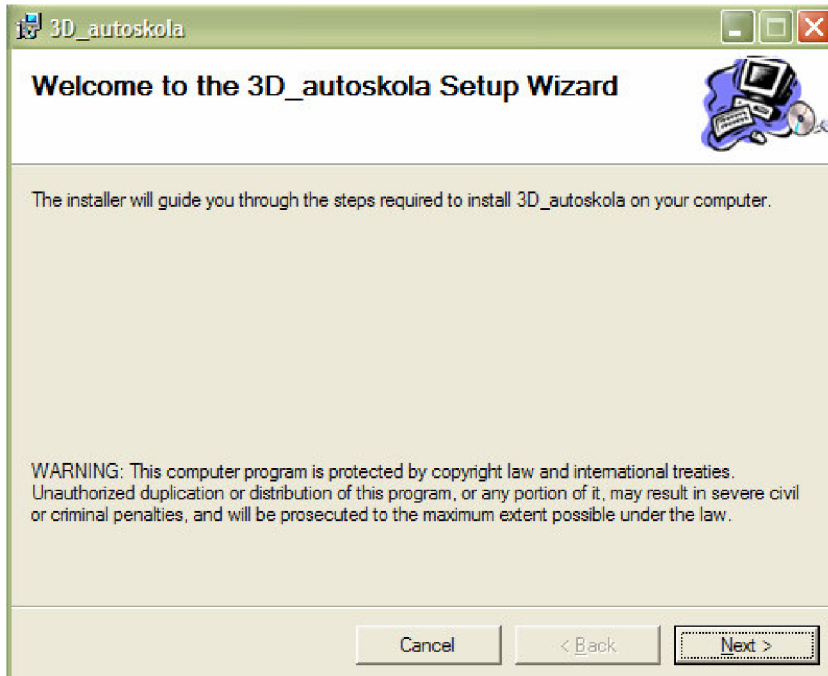 3D_autoskola
Welcome to the 3D_autoskola Setup Wizard
The installer will guide you through the steps required to install 3D_autoskola on your computer.
WARNING: This computer program is protected by copyright law and international treaties.
Unauthorized duplication or distribution of this program, or any portion of it, may result in severe civil
or criminal penalties, and will be prosecuted to the maximum extent possible under the law.
Cancel
< Back
Next >